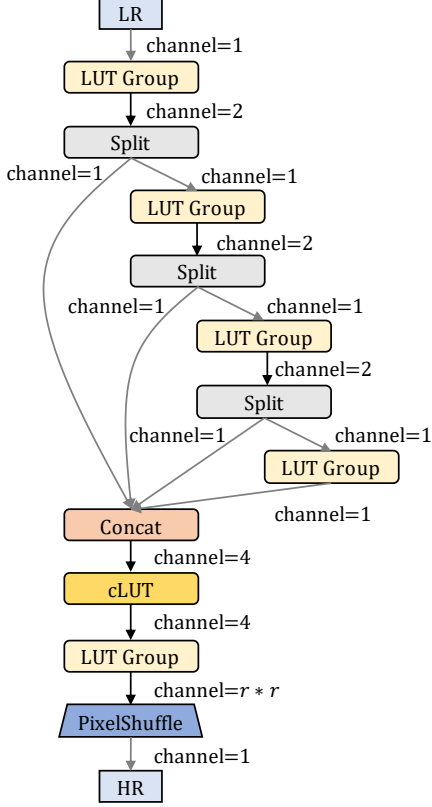 LR
channel=1
LUT Group
channel=2
Split
channel=1
channel=1
LUT Group
channel=2
Split
channel=1
channel=1
LUT Group
channel=2
Split
channel=1
channel=1
LUT Group
channel=1
Concat
channel=4
cLUT
channel=4
LUT Group
channel=r * r
PixelShuffle
channel=1
HR